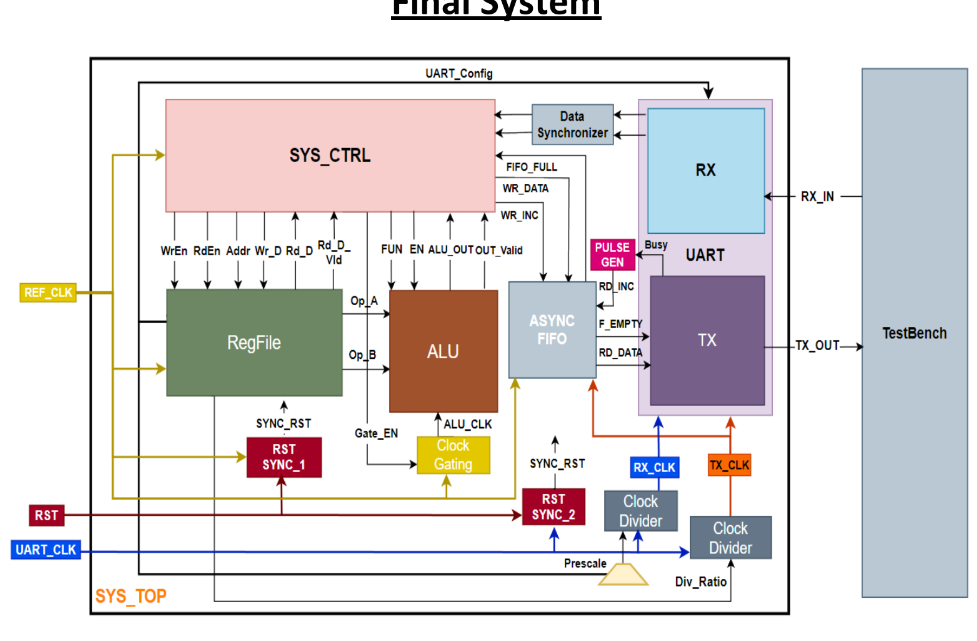 Final System
UART_Config
SYS_CTRL
Data
Synchronizer
RX
FIFO_FULL
WR_DATA
WR_INC
RX_IN
WrEn
RdEn
Addr
Wr_D
Rd_D
Rd_D_
Vld
FUN
EN
ALU_OUT
OUT_Valid
PULSE
GEN
Busy
UART
REF_CLK
RegFile
Op_A
Op_B
ALU
RD_INC
ASYNC
FIFO
F_EMPTY
RD_DATA
TX
TX_OUT
TestBench
SYNC_RST
Gate_EN
ALU_CLK
RST
SYNC_1
Clock
Gating
SYNC_RST
RX_CLK
TX_CLK
RST
RST
SYNC_2
Clock
Divider
Clock
Divider
UART_CLK
Prescale
Div_Ratio
SYS_TOP